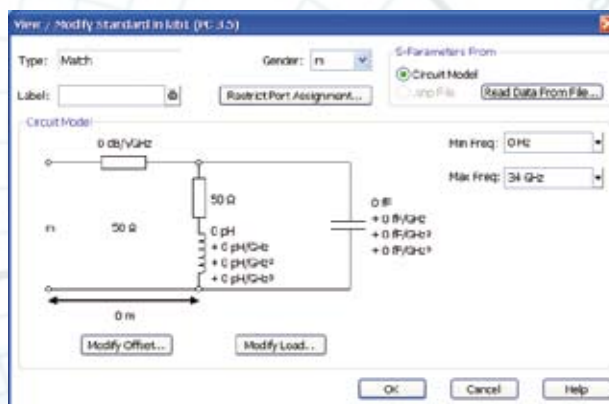 View / Modify Standard in lab1 (PC 3.5)
Type: Match
Gender: m
S-Parameters From
Circuit Model
.snp File
Read Data From File...
Label:
Restrict Port Assignment...
Circuit Model
0 dB/√GHz
Min Freq: 0 Hz
Max Freq: 34 GHz
50 Ω
0 fF
+ 0 fF/GHz
+ 0 fF/GHz²
+ 0 fF/GHz³
m
50 Ω
0 pH
+ 0 pH/GHz
+ 0 pH/GHz²
+ 0 pH/GHz³
0 m
Modify Offset...
Modify Load...
OK
Cancel
Help